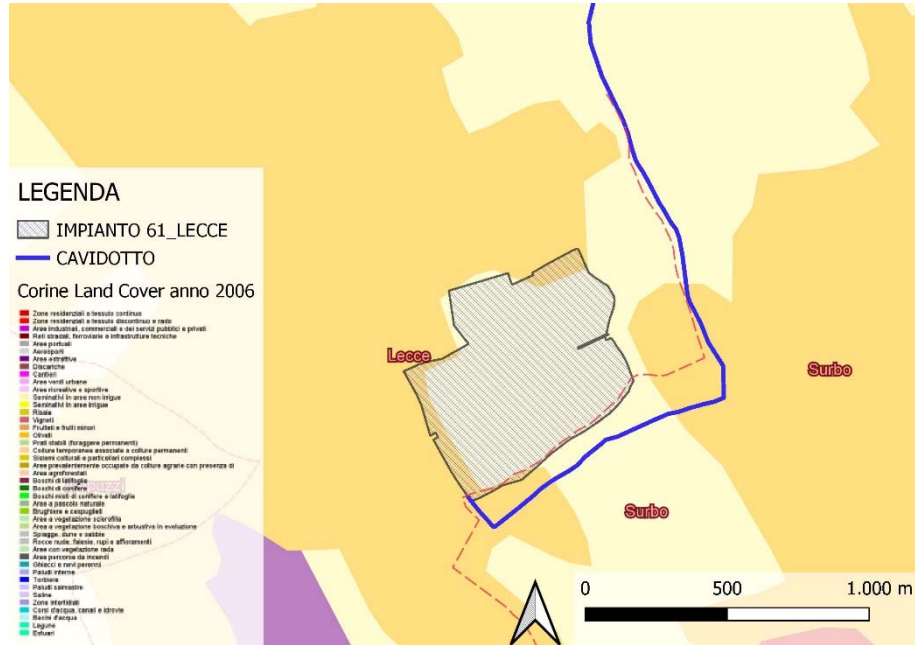 LEGENDA
IMPIANTO 61_LECCE
CAVIDOTTO
Corine Land Cover anno 2006
Zone residenziali a tessuto continuo
Zone residenziali a tessuto discontinuo e rado
Aree industriali, commerciali e dei servizi pubblici e privati
Reti stradali, ferroviarie e infrastrutture tecniche
Aree portuali
Aeroporti
Aree estrattive
Discariche
Cantieri
Aree verdi urbane
Aree ricreative e sportive
Seminativi in aree non irrigue
Seminativi in aree irrigue
Risaie
Vigneti
Frutteti e frutti minori
Oliveti
Prati stabili (foraggere permanenti)
Colture temporanee associate a colture permanenti
Sistemi colturali e particellari complessi
Aree prevalentemente occupate da colture agrarie con presenza di
Aree agroforestali
Boschi di latifoglie
Boschi di conifere
Boschi misti di conifere e latifoglie
Aree a pascolo naturale
Brughiere e cespuglieti
Aree a vegetazione sclerofilla
Aree a vegetazione boschiva e arbustiva in evoluzione
Spiagge, dune e sabbie
Rocce nude, falesie, rupi e affioramenti
Aree con vegetazione rada
Aree percorse da incendi
Ghiacci e nevi perenni
Paludi interne
Torbiere
Paludi salmastre
Saline
Zone intertidali
Corsi d'acqua, canali e idrovie
Bacini d'acqua
Lagune
Estuari
Lecce
Surbo
Surbo
0 500 1.000 m